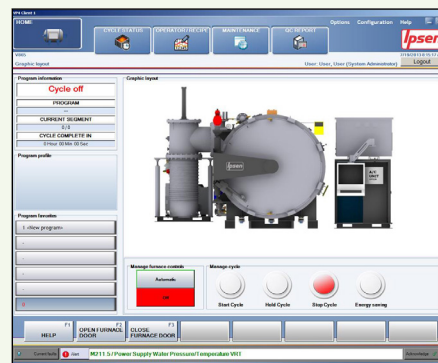 VP4 Client 1
HOME
CYCLE STATUS
OPERATOR / RECIPE
MAINTENANCE
QC REPORT
Options Configuration Help
Ipsen
Graphic layout
User: User, User (System Administrator)
Logout
Program information
Cycle off
PROGRAM
---
CURRENT SEGMENT
0 / 0
CYCLE COMPLETE IN
0 Hour 00 Min 00 Sec
Program profile
Program favorites
1 <New program>
Graphic layout
Ipsen
Manage furnace controls
Automatic
Off
Manage cycle
Start Cycle
Hold Cycle
Stop Cycle
Energy saving
F1
HELP
F2
OPEN FURNACE DOOR
F3
CLOSE FURNACE DOOR
Alert
M211.5 / Power Supply Water Pressure/Temperature VRT